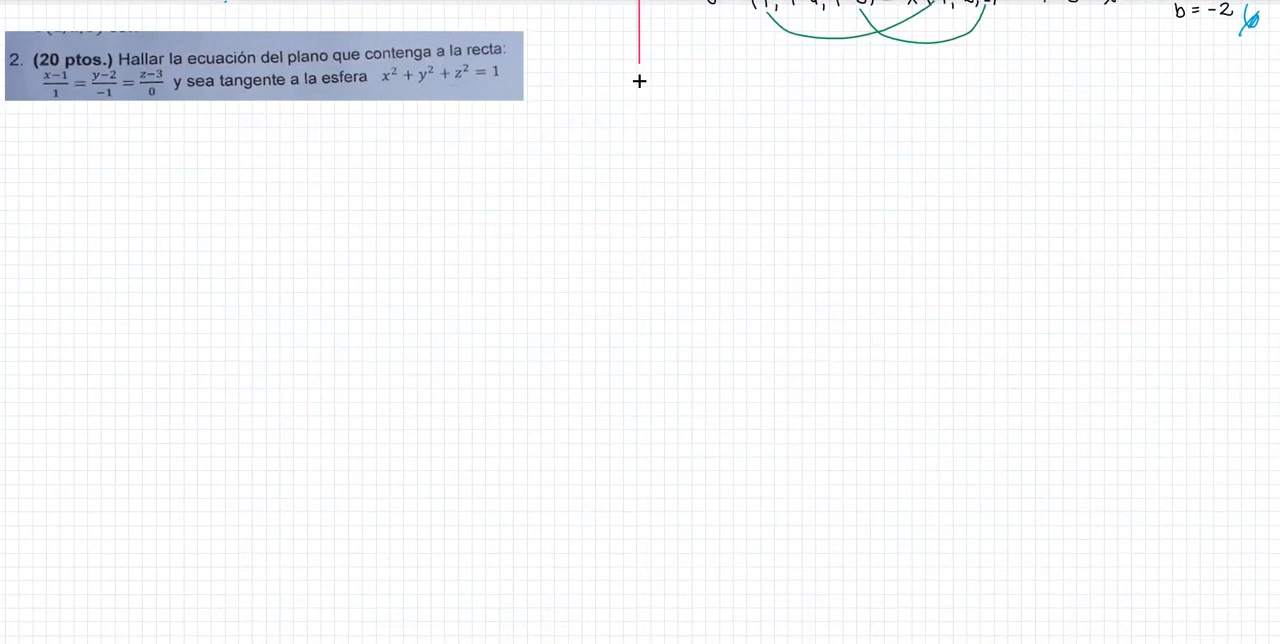 b = -2
2. (20 ptos.) Hallar la ecuación del plano que contenga a la recta:
x−1/1 = y−2/−1 = z−3/0 y sea tangente a la esfera x² + y² + z² = 1